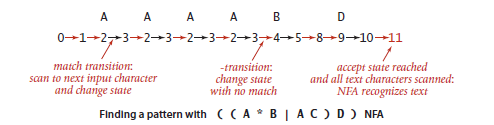 A A A A B D
0→1→2→3→2→3→2→3→2→3→4→5→8→9→10→11
match transition:
scan to next input character
and change state
-transition:
change state
with no match
accept state reached
and all text characters scanned:
NFA recognizes text
Finding a pattern with ( ( A * B | A C ) D ) NFA